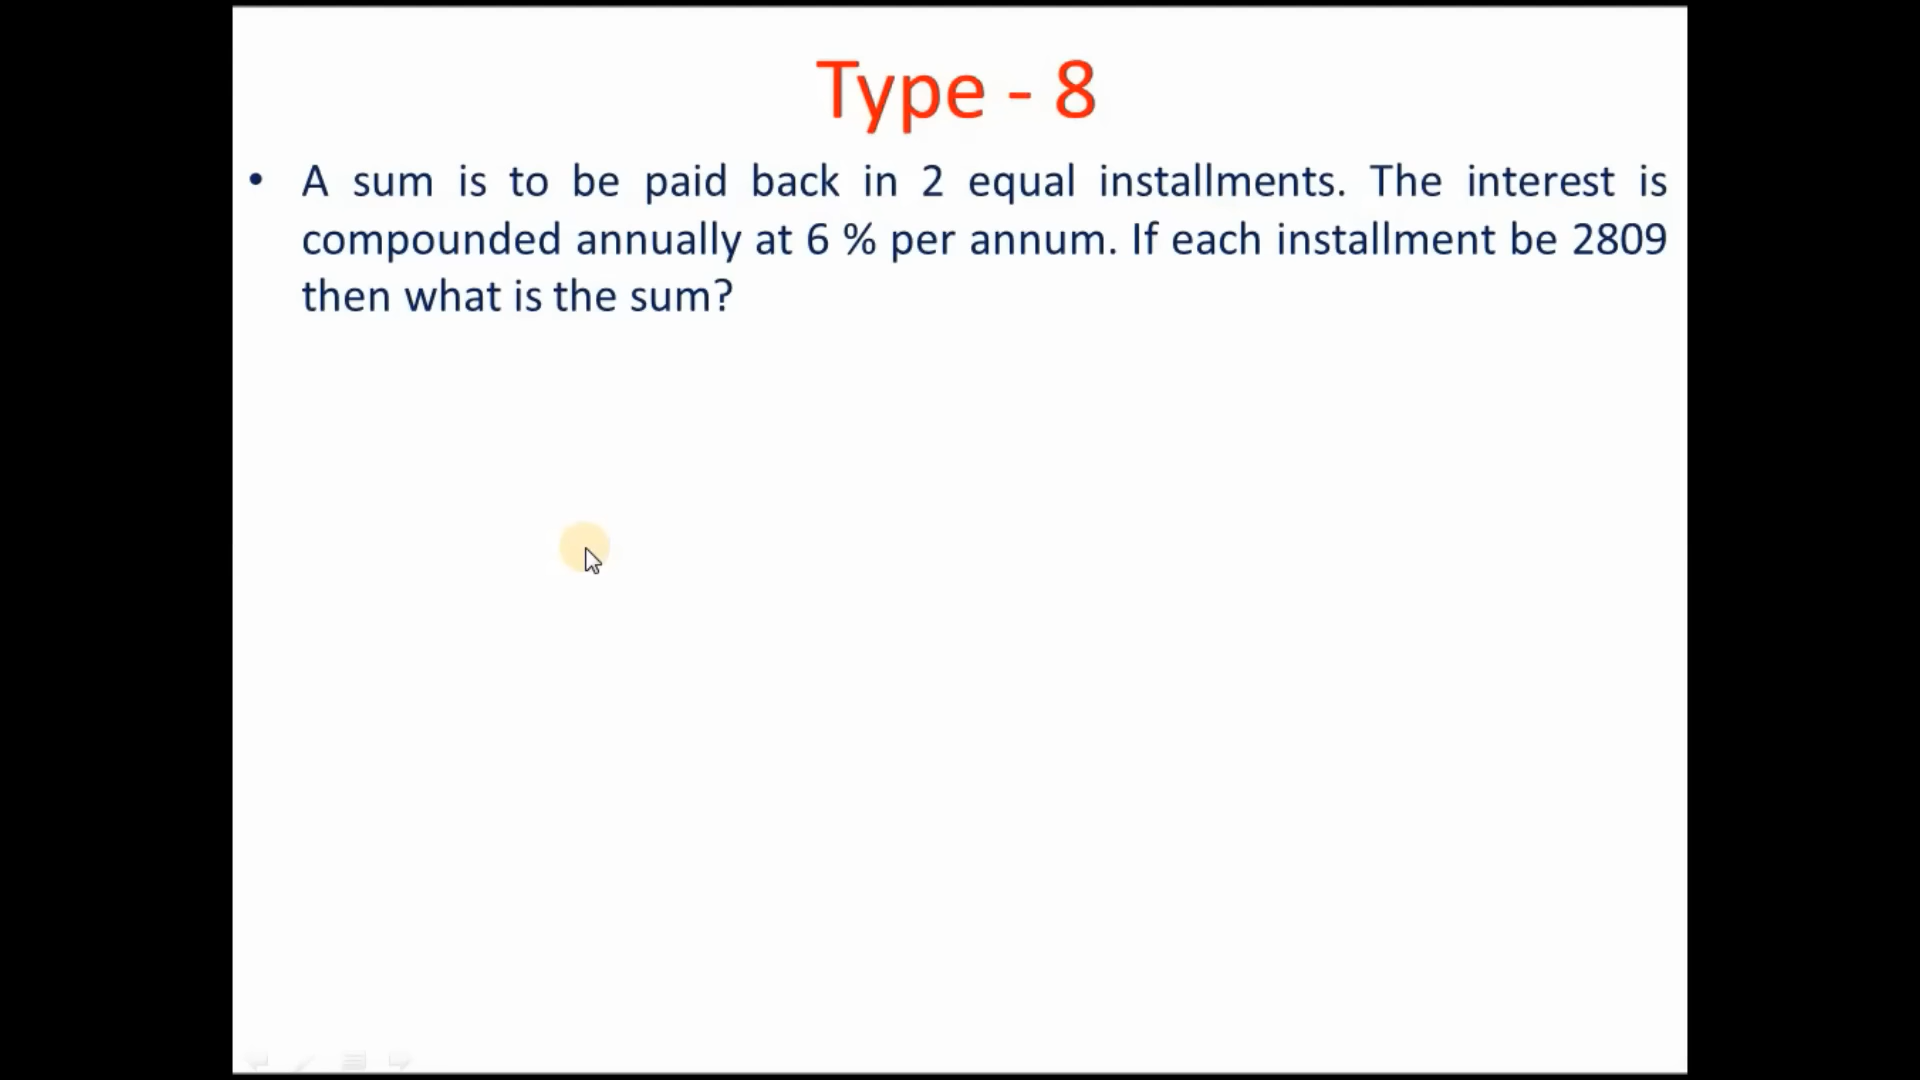 Type - 8
• A sum is to be paid back in 2 equal installments. The interest is
compounded annually at 6 % per annum. If each installment be 2809
then what is the sum?